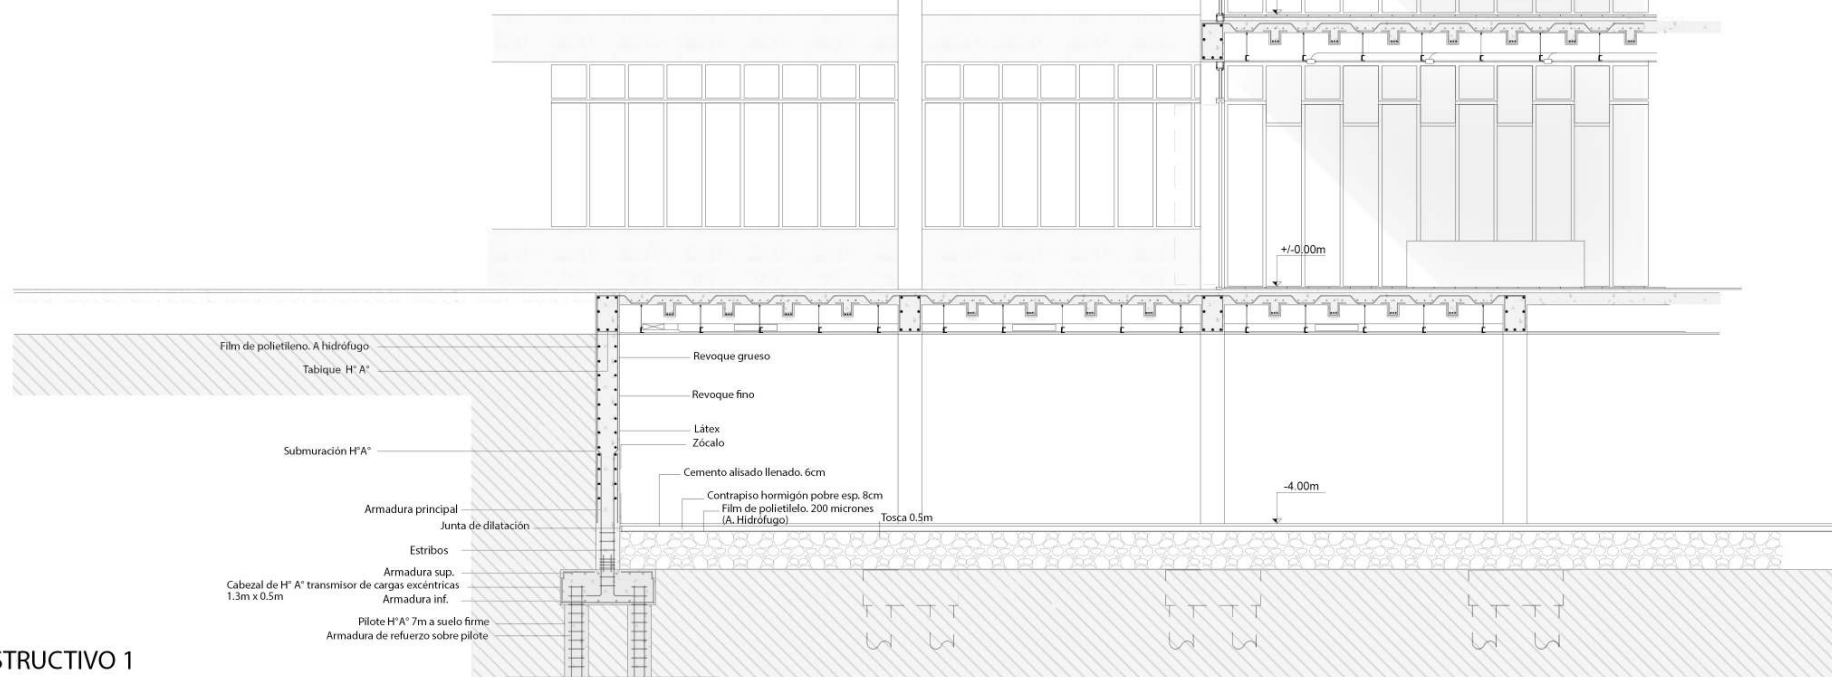 +/-0.00m
Film de polietileno. A hidrófugo
Tabique H° A°
Revoque grueso
Revoque fino
Látex
Zócalo
Submuración H°A°
Cemento alisado llenado. 6cm
Contrapiso hormigón pobre esp. 8cm
Film de polietilelo. 200 micrones
(A. Hidrófugo)
Tosca 0.5m
-4.00m
Armadura principal
Junta de dilatación
Estribos
Armadura sup.
Cabezal de H° A° transmisor de cargas excéntricas
1.3m x 0.5m
Armadura inf.
Pilote H°A° 7m a suelo firme
Armadura de refuerzo sobre pilote
STRUCTIVO 1